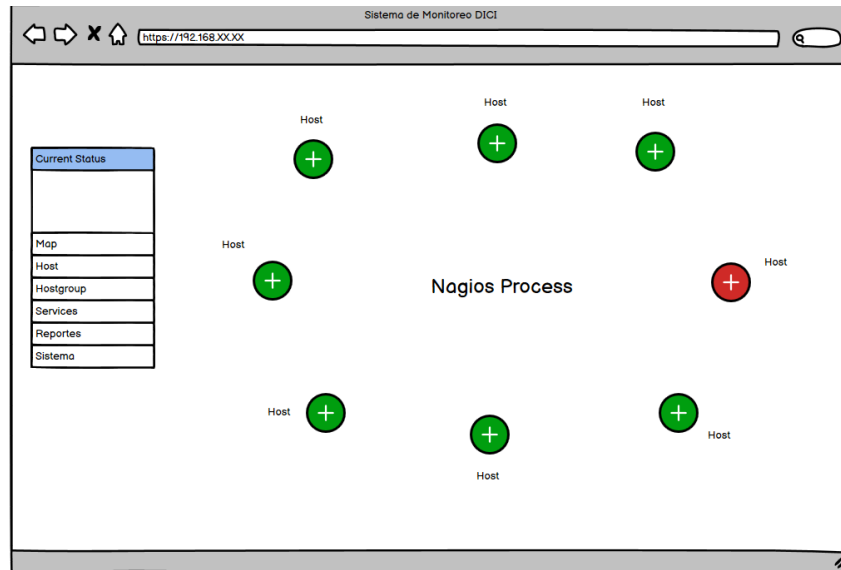 Sistema de Monitoreo DICI
https://192.168.XX.XX
Host
Host
Host
Current Status
Map
Host
Hostgroup
Services
Reportes
Sistema
Host
Nagios Process
Host
Host
Host
Host